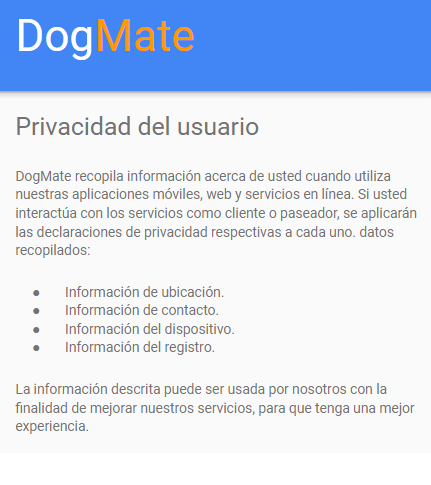 DogMate
Privacidad del usuario
DogMate recopila información acerca de usted cuando utiliza
nuestras aplicaciones móviles, web y servicios en línea. Si usted
interactúa con los servicios como cliente o paseador, se aplicarán
las declaraciones de privacidad respectivas a cada uno. datos
recopilados:
● Información de ubicación.
● Información de contacto.
● Información del dispositivo.
● Información del registro.
La información descrita puede ser usada por nosotros con la
finalidad de mejorar nuestros servicios, para que tenga una mejor
experiencia.